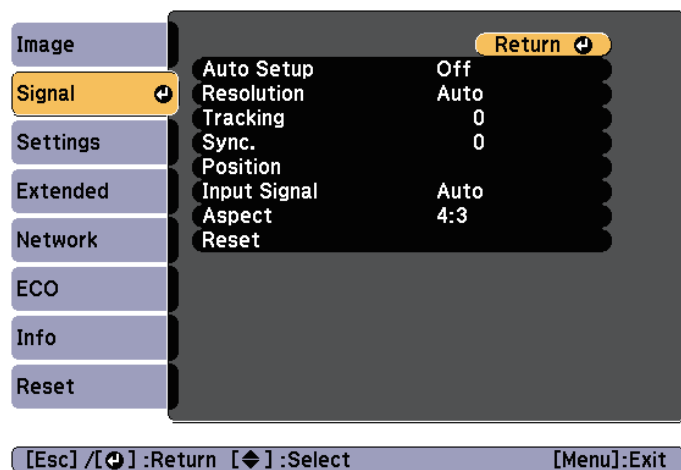 Image
Signal
Settings
Extended
Network
ECO
Info
Reset
Return
Auto Setup Off
Resolution Auto
Tracking 0
Sync. 0
Position
Input Signal Auto
Aspect 4:3
Reset
[Esc] /[ ] :Return [ ] :Select [Menu]:Exit